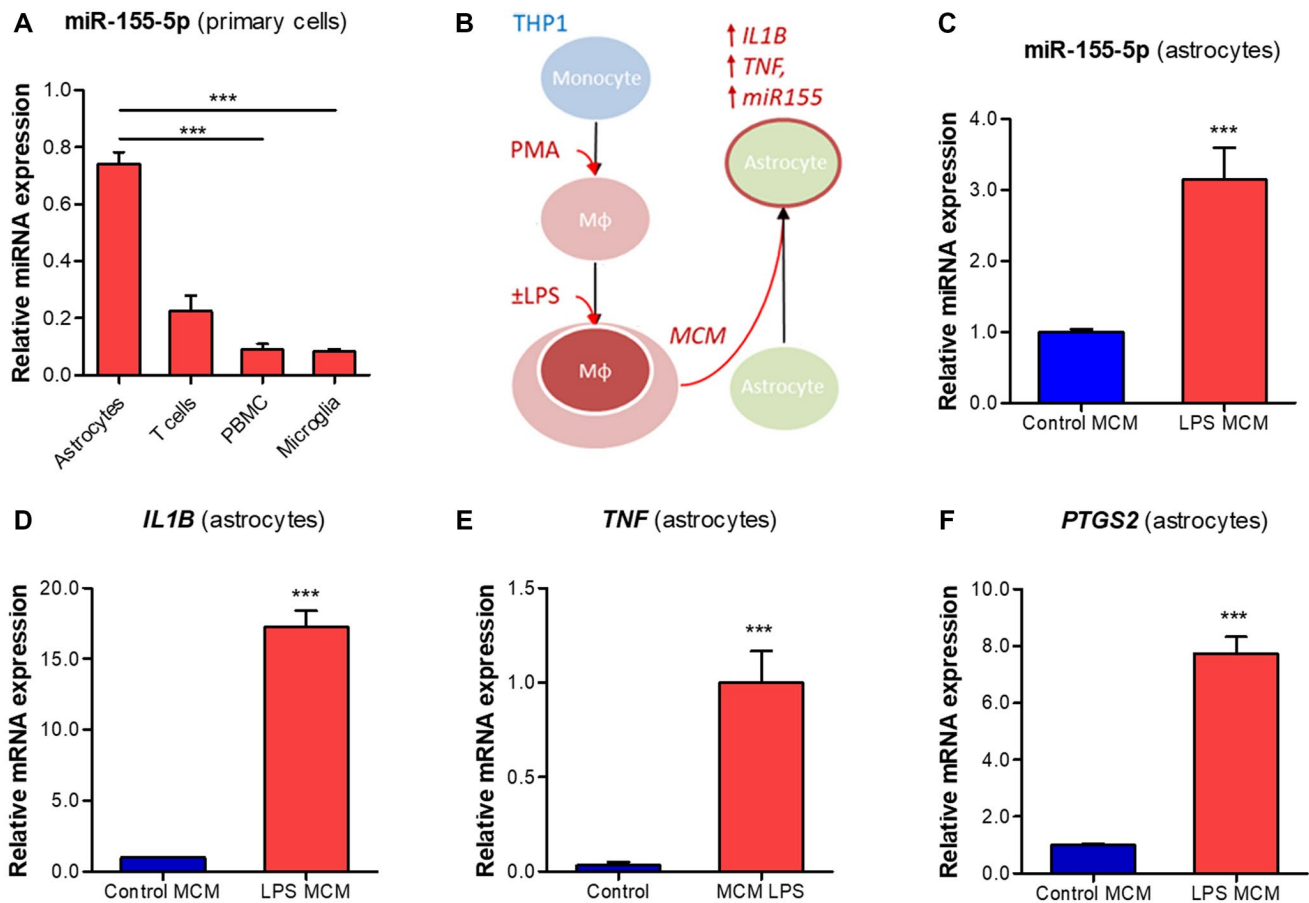 A
miR-155-5p (primary cells)
Relative miRNA expression
1.0
0.8
0.6
0.4
0.2
0.0
***
***
Astrocytes
T cells
PBMC
Microglia
B
THP1
Monocyte
PMA
Mϕ
±LPS
Mϕ
MCM
IL1B
TNF,
miR155
Astrocyte
Astrocyte
C
miR-155-5p (astrocytes)
Relative miRNA expression
4.0
3.0
2.0
1.0
0.0
***
Control MCM
LPS MCM
D
IL1B (astrocytes)
Relative mRNA expression
20.0
15.0
10.0
5.0
0.0
***
Control MCM
LPS MCM
E
TNF (astrocytes)
Relative mRNA expression
1.5
1.0
0.5
0.0
***
Control
MCM LPS
F
PTGS2 (astrocytes)
Relative mRNA expression
10.0
8.0
6.0
4.0
2.0
0.0
***
Control MCM
LPS MCM